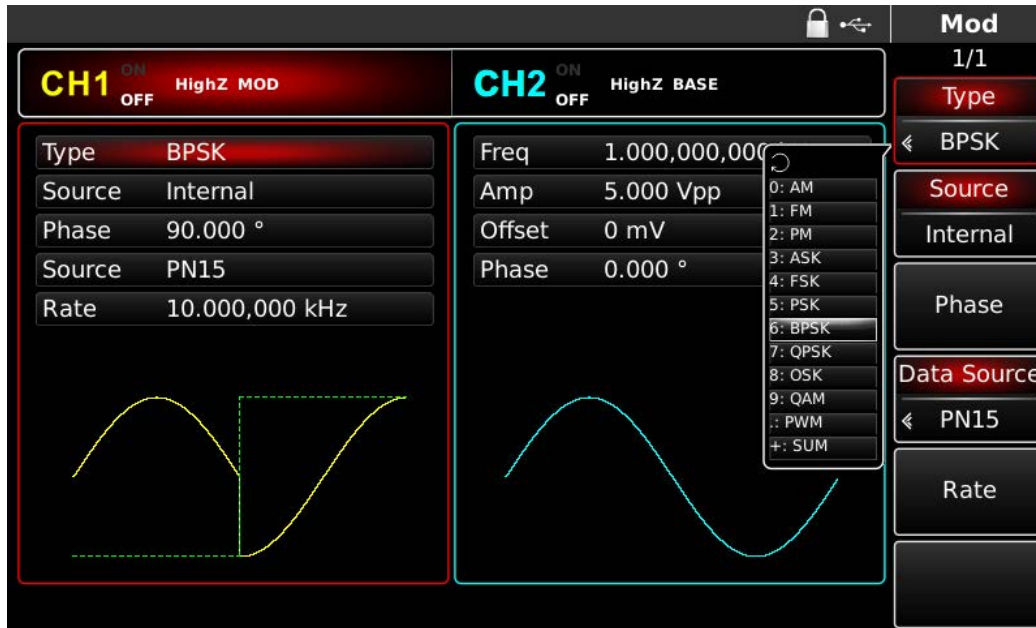 Mod
1/1
CH1 ON OFF HighZ MOD
CH2 ON OFF HighZ BASE
Type BPSK
Source Internal
Phase 90.000 °
Source PN15
Rate 10.000,000 kHz
Freq 1.000,000,000
Amp 5.000 Vpp
Offset 0 mV
Phase 0.000 °
0: AM
1: FM
2: PM
3: ASK
4: FSK
5: PSK
6: BPSK
7: QPSK
8: OSK
9: QAM
.: PWM
+: SUM
Type
BPSK
Source
Internal
Phase
Data Source
PN15
Rate